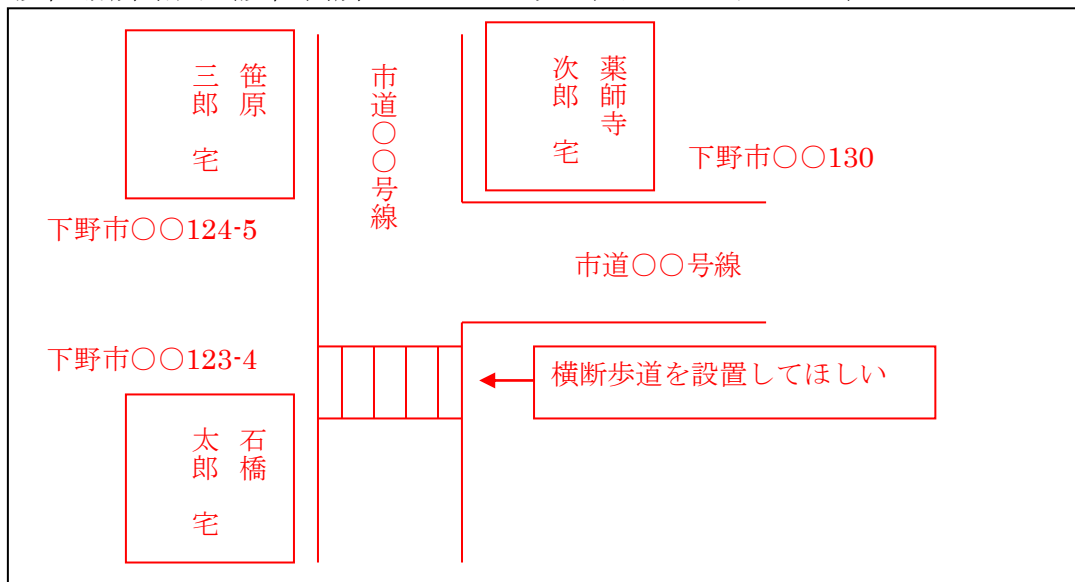 笹原
三郎 宅
市道○○号線
薬師寺
次郎 宅
下野市○○130
下野市○○124-5
市道○○号線
下野市○○123-4
横断歩道を設置してほしい
石橋
太郎 宅